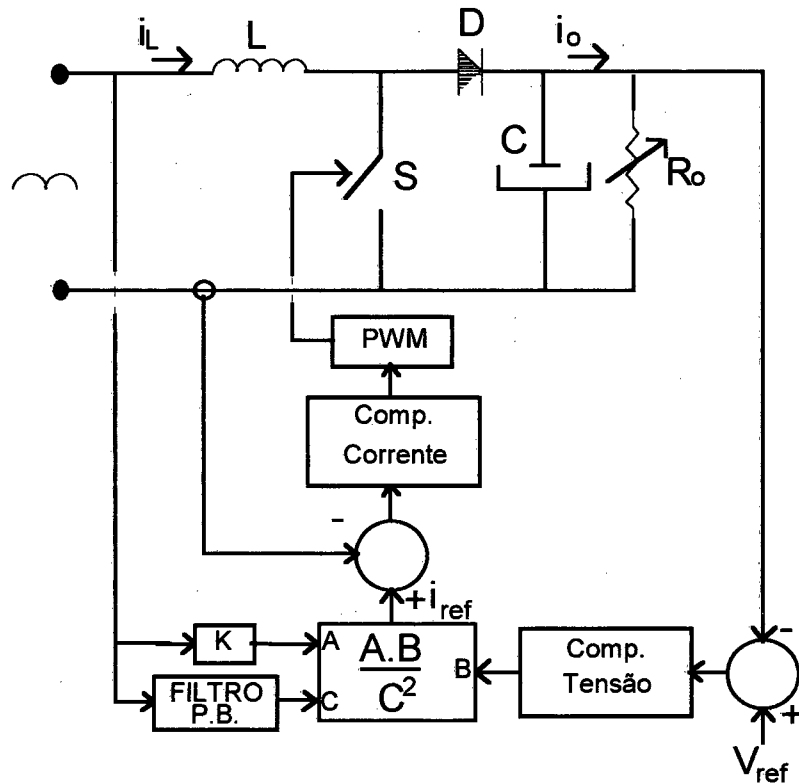 iL
L
D
io
C
Ro
S
PWM
Comp.
Corrente
-
+iref
K
A
A.B
C²
B
C
FILTRO
P.B.
Comp.
Tensão
-
+
Vref